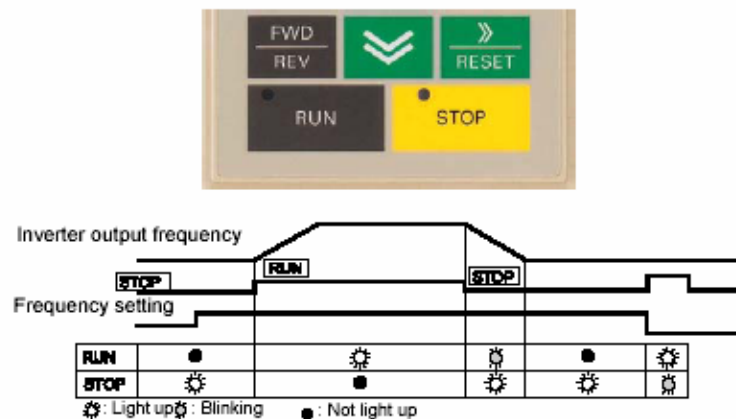 FWD
REV
»
RESET
RUN
STOP
Inverter output frequency
RUN
STOP
STOP
Frequency setting
RUN
STOP
: Light up : Blinking : Not light up